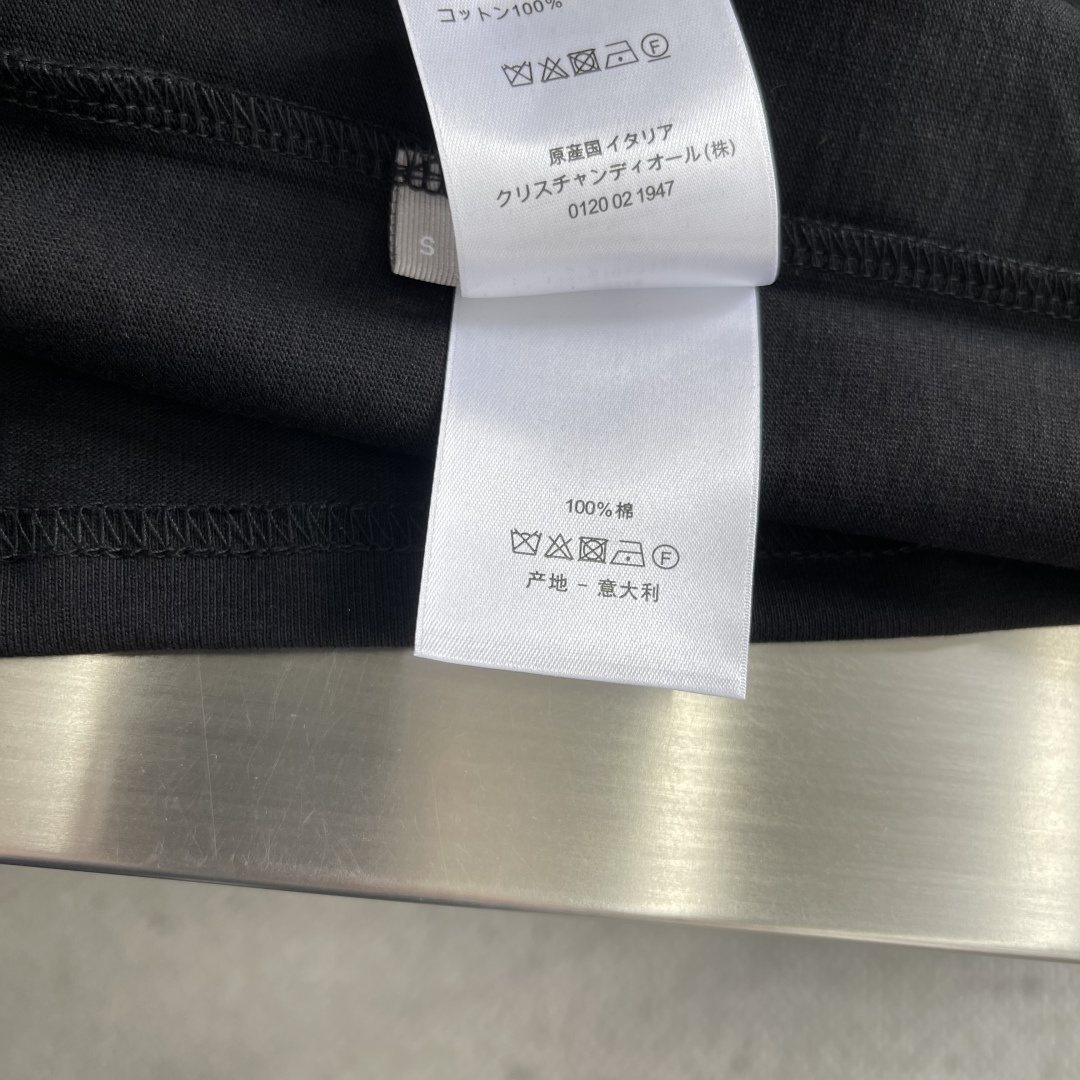 コットン100%
F
原産国 イタリア
クリスチャンディオール(株)
0120 02 1947
S
100%棉
F
产地 - 意大利